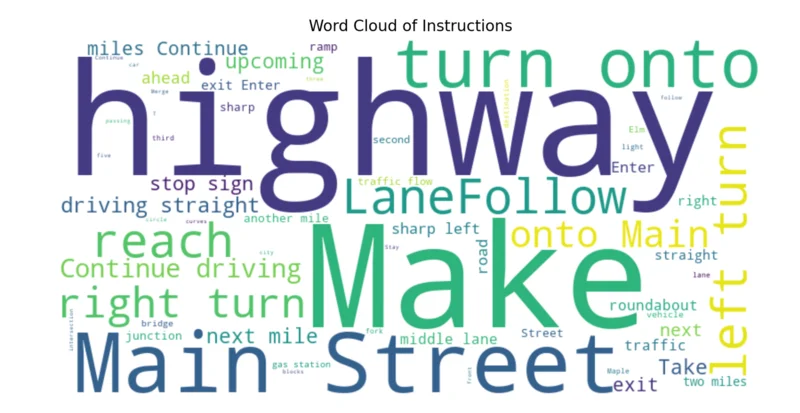 Word Cloud of Instructions
miles Continue
ramp
turn onto
Continue
car
upcoming
highway
ahead
exit Enter
three
Merge
destination
follow
sharp
T
passing
Elm
third
second
light
five
Enter
stop sign
traffic flow
LaneFollow
left turn
driving straight
right
circle
curves
another mile
reach
Make
sharp left
onto Main
Stay
road
city
straight
Continue driving
lane
right turn
roundabout
intersection
vehicle
bridge
junction
next mile
fork
middle lane
Street
next
traffic
Main Street
gas station
blocks
front
Maple
Take
exit
two miles